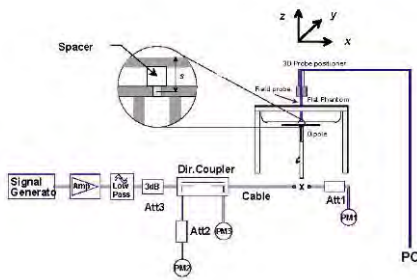 z
y
x
Spacer
s
3D Probe positioner
Field probe
Flat Phantom
Dipole
Signal
Generato
Amp
Low
Pass
3dB
Att3
Dir.Coupler
Cable
x
Att1
PM1
Att2
PM3
PM2
PC